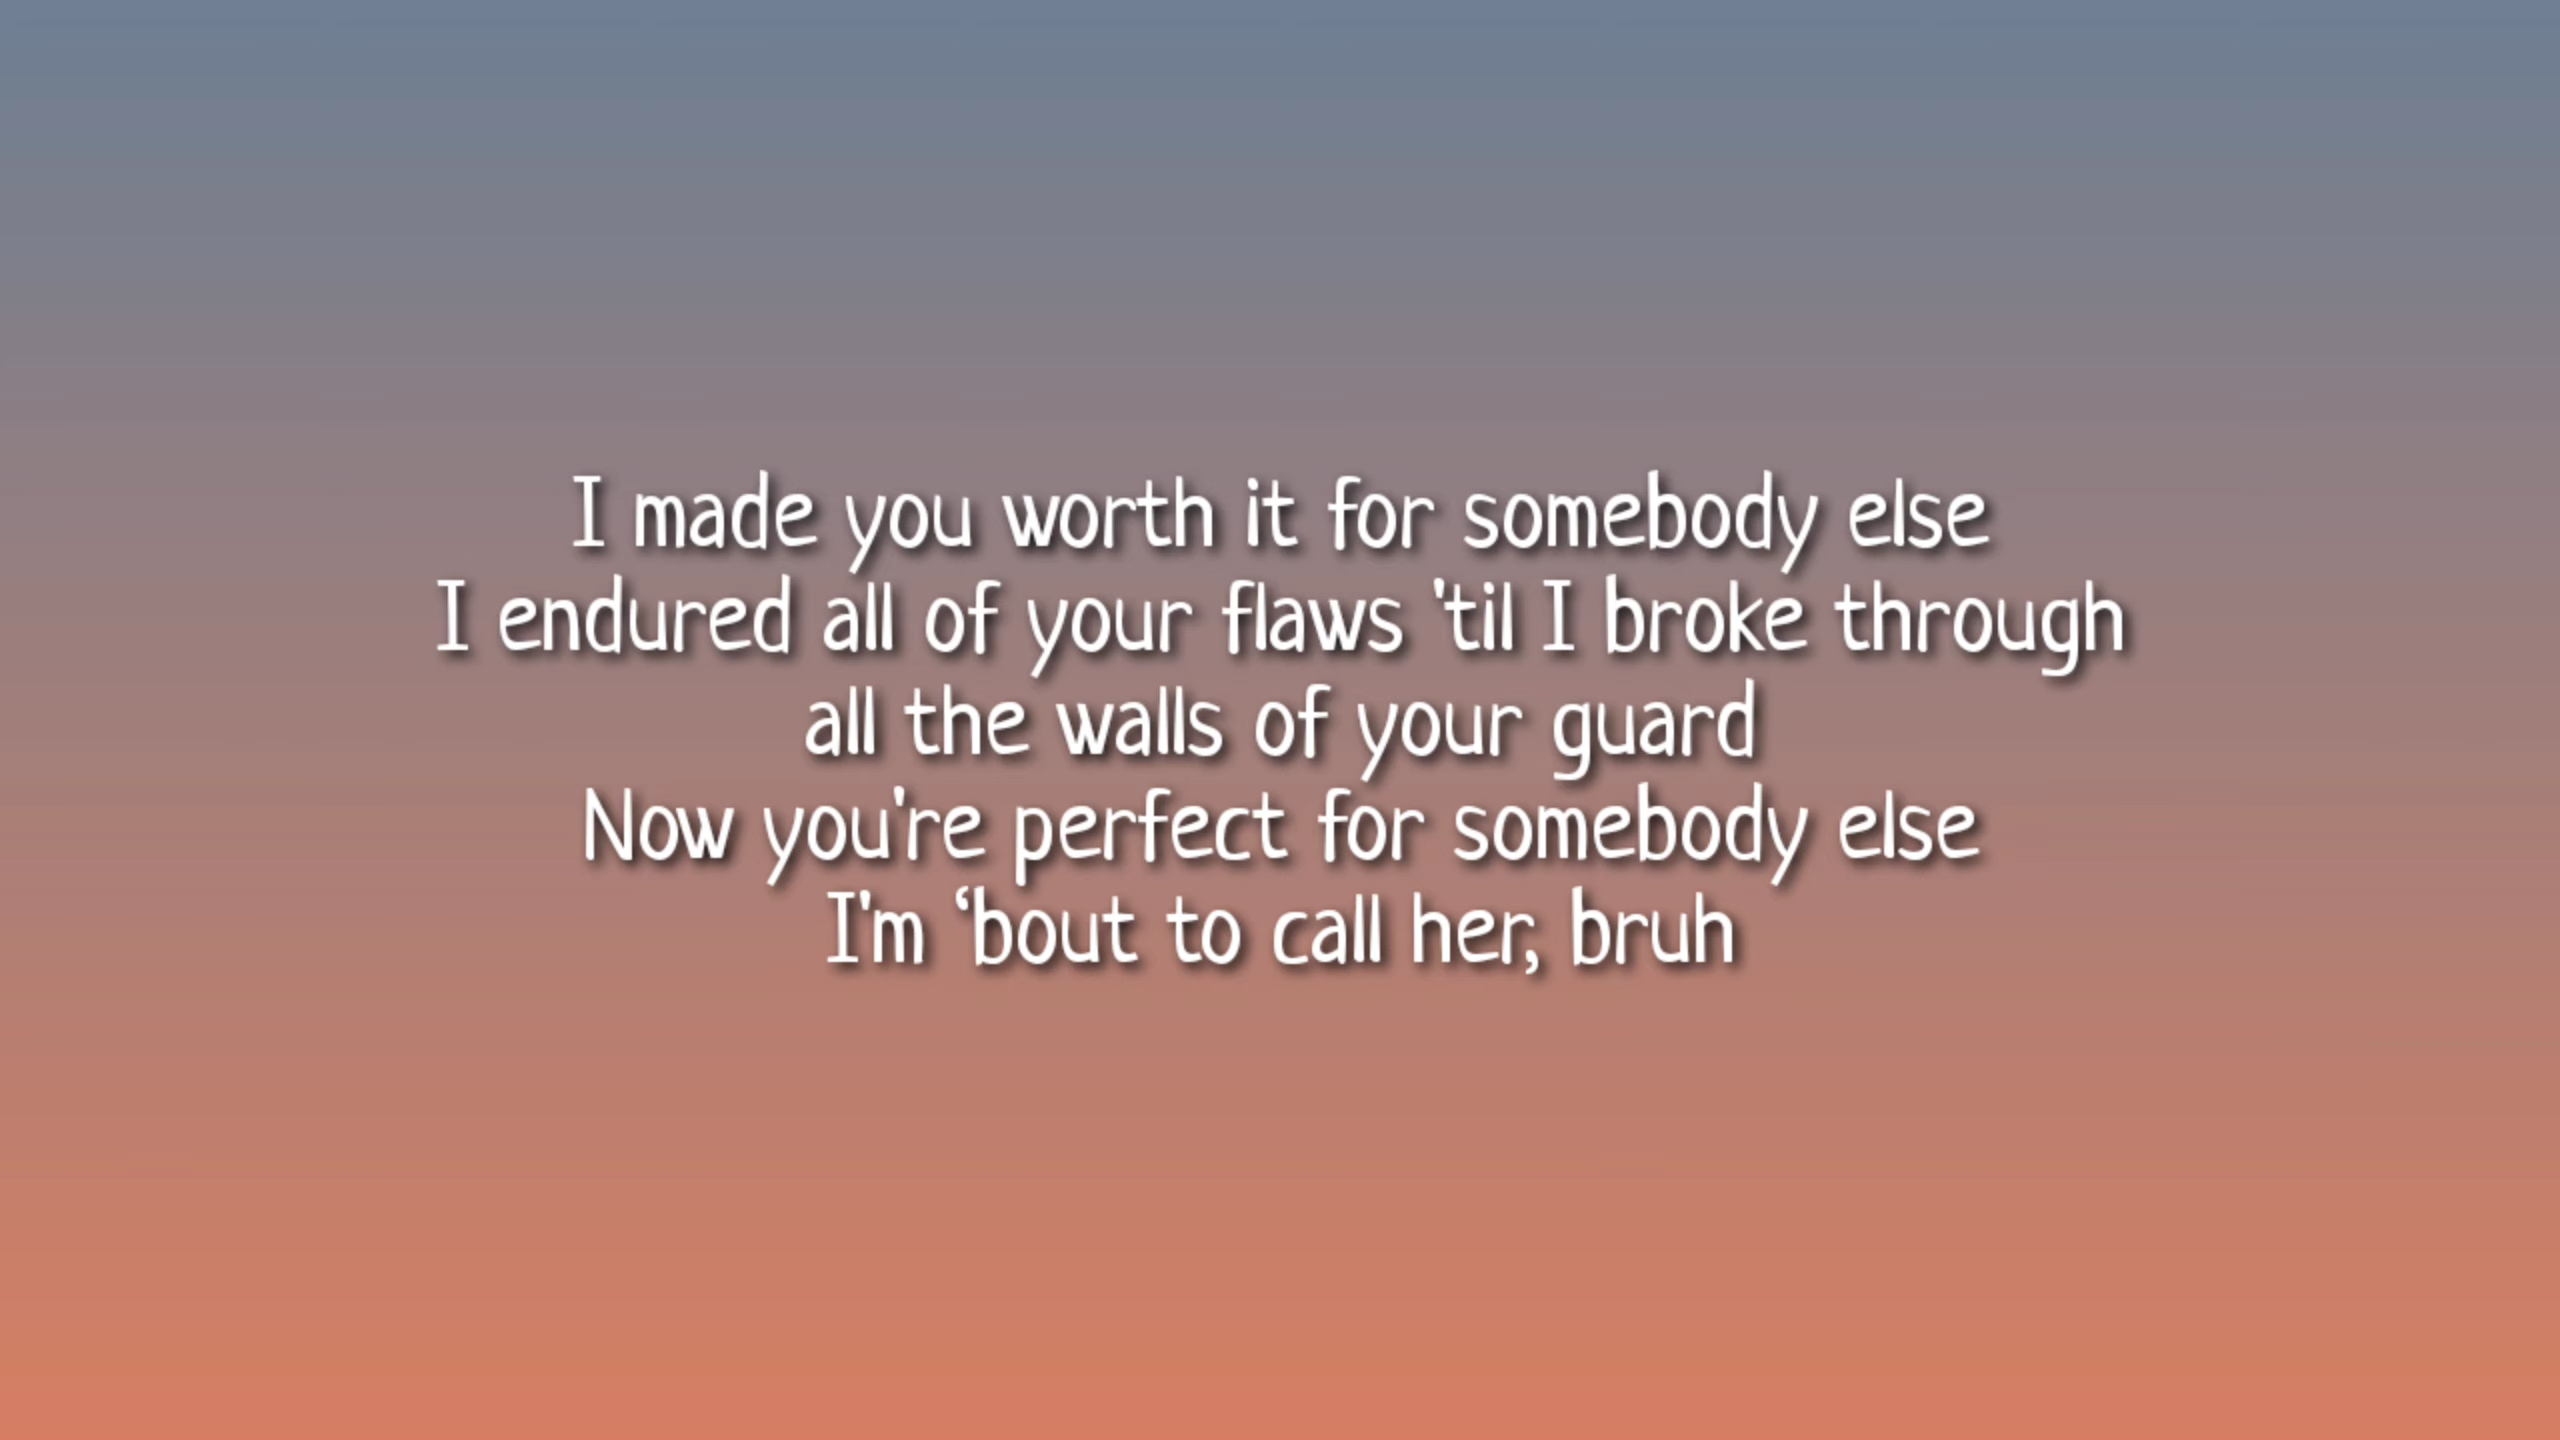 I made you worth it for somebody else
I endured all of your flaws 'til I broke through
all the walls of your guard
Now you're perfect for somebody else
I'm ‘bout to call her, bruh